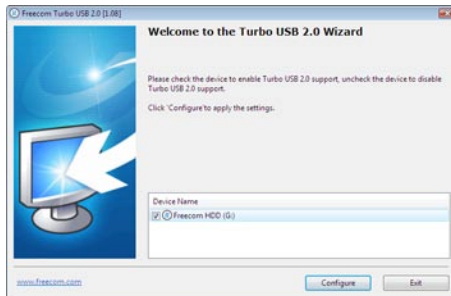 Freecom Turbo USB 2.0 [1.08]
Welcome to the Turbo USB 2.0 Wizard
Please check the device to enable Turbo USB 2.0 support, uncheck the device to disable
Turbo USB 2.0 support.
Click 'Configure' to apply the settings.
Device Name
Freecom HDD (G:)
www.freecom.com
Configure
Exit